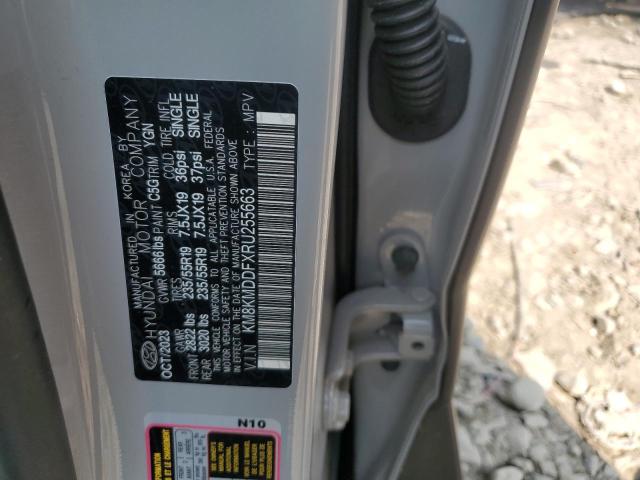 MANUFACTURED IN KOREA BY
HYUNDAI MOTOR COMPANY
OCT/2023 GVWR 5666lbs PAINT C5G TRIM YGN
GAWR TIRES RIMS COLD TIRE INFL
FRONT 2822 lbs 235/55R19 7.5JX19 36psi SINGLE
REAR 3020 lbs 235/55R19 7.5JX19 37psi SINGLE
THIS VEHICLE CONFORMS TO ALL APPLICABLE U.S.A. FEDERAL
MOTOR VEHICLE SAFETY AND THEFT PREVENTION STANDARDS
IN EFFECT ON THE DATE OF MANUFACTURE SHOWN ABOVE
V.I.N KM8KMDDFXRU255663 TYPE: MPV
N10